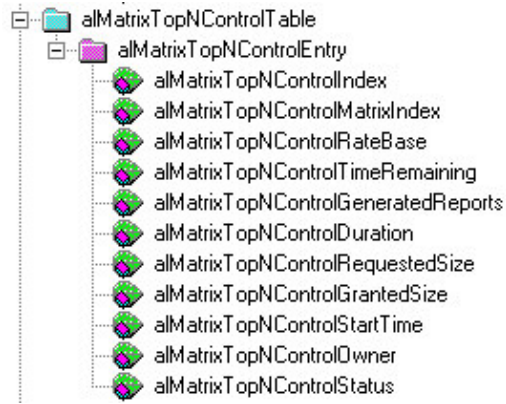 alMatrixTopNControlTable
alMatrixTopNControlEntry
alMatrixTopNControlIndex
alMatrixTopNControlMatrixIndex
alMatrixTopNControlRateBase
alMatrixTopNControlTimeRemaining
alMatrixTopNControlGeneratedReports
alMatrixTopNControlDuration
alMatrixTopNControlRequestedSize
alMatrixTopNControlGrantedSize
alMatrixTopNControlStartTime
alMatrixTopNControlOwner
alMatrixTopNControlStatus